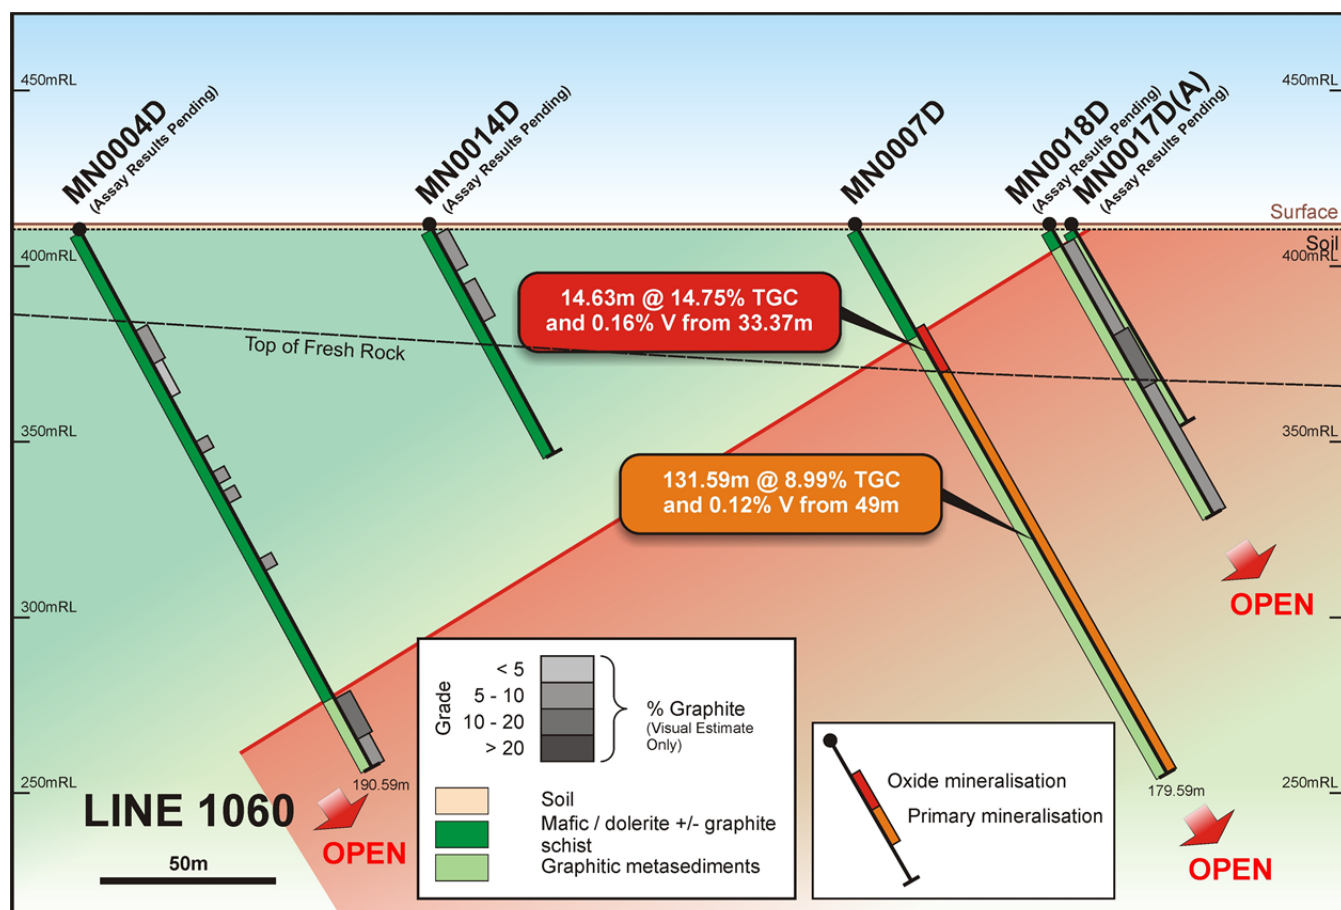 450mRL
450mRL
MN0004D
(Assay Results Pending)
MN0014D
(Assay Results Pending)
MN0007D
MN0018D
(Assay Results Pending)
MN0017D(A)
(Assay Results Pending)
Surface
Soil
400mRL
400mRL
14.63m @ 14.75% TGC
and 0.16% V from 33.37m
Top of Fresh Rock
350mRL
350mRL
131.59m @ 8.99% TGC
and 0.12% V from 49m
OPEN
300mRL
300mRL
Grade
< 5
5 - 10
10 - 20
> 20
% Graphite
(Visual Estimate
Only)
Soil
Mafic / dolerite +/- graphite
schist
Graphitic metasediments
Oxide mineralisation
Primary mineralisation
250mRL
250mRL
190.59m
179.59m
LINE 1060
50m
OPEN
OPEN